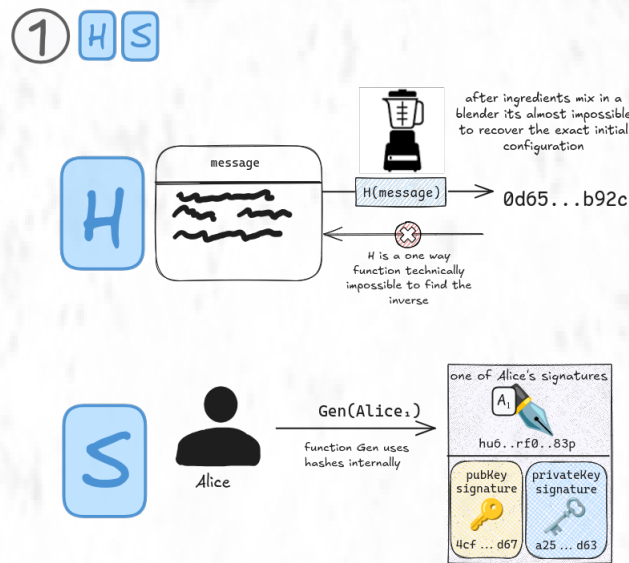 1 H S
after ingredients mix in a
blender its almost impossible
to recover the exact initial
configuration
message
H
H(message)
0d65...b92c
H is a one way
function technically
impossible to find the
inverse
one of Alice's signatures
A₁
hu6..rf0..83p
Gen(Alice₁)
function Gen uses
hashes internally
S
Alice
pubKey
signature
4cf ... d67
privateKey
signature
a25 ... d63